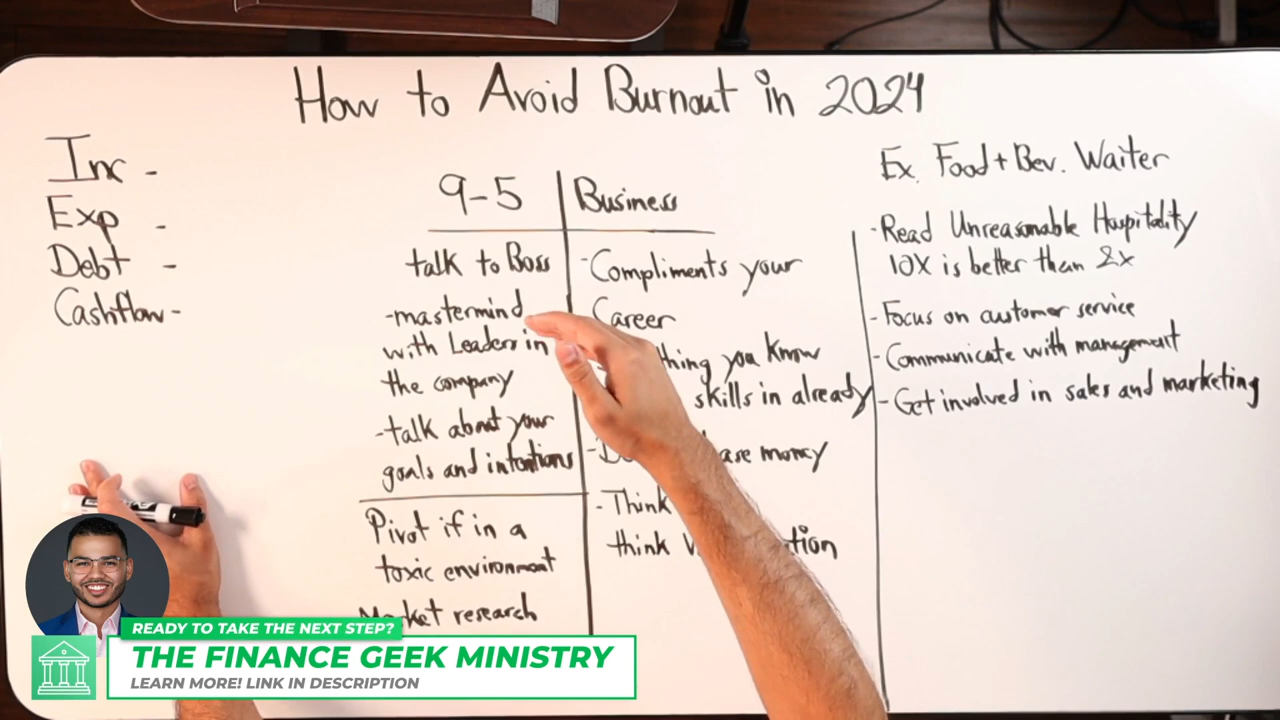 How to Avoid Burnout in 2024
Inc -
Exp -
Debt -
Cashflow -
9-5
talk to Boss
-mastermind
with Leaders in
the company
-talk about your
goals and intentions
Pivot if in a
toxic environment
Market research
Business
-Compliments your
Career
thing you know
skills in already
money
-Think
think
Ex. Food + Bev. Waiter
-Read Unreasonable Hospitality
10X is better than 2x
-Focus on customer service
-Communicate with management
-Get involved in sales and marketing
READY TO TAKE THE NEXT STEP?
THE FINANCE GEEK MINISTRY
LEARN MORE! LINK IN DESCRIPTION